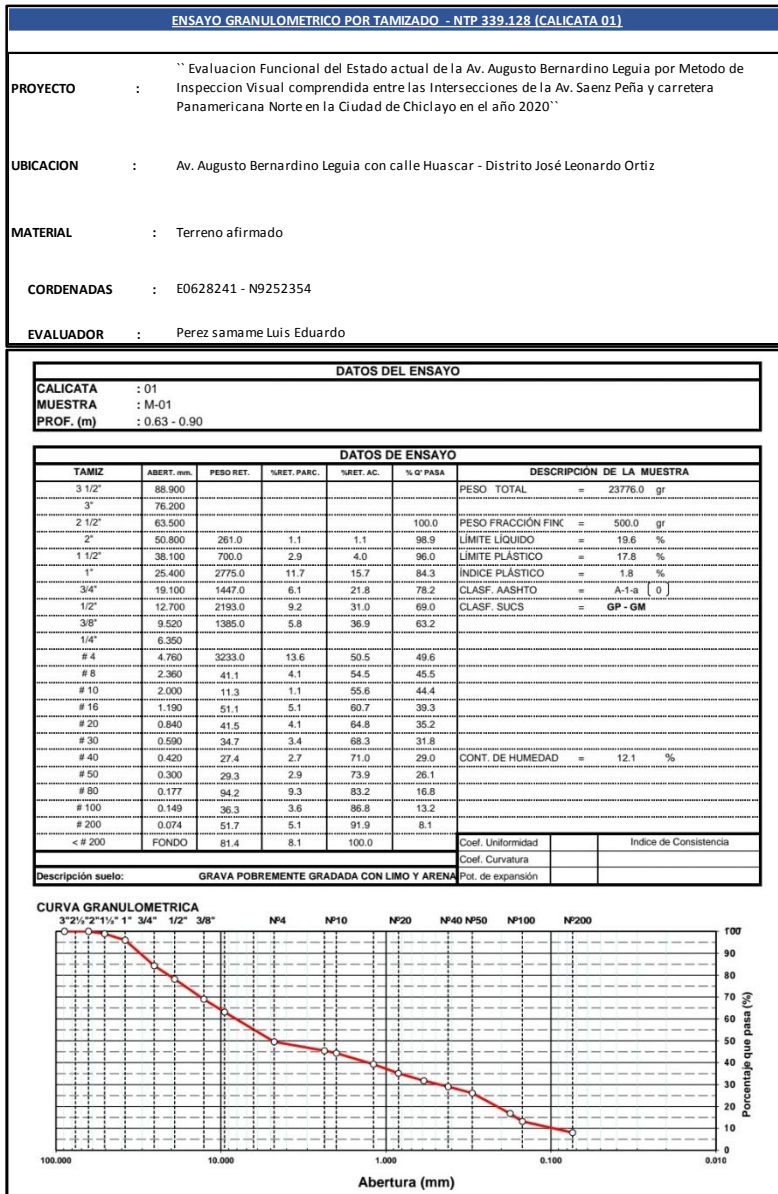 ENSAYO GRANULOMETRICO POR TAMIZADO - NTP 339.128 (CALICATA 01)
PROYECTO : `` Evaluacion Funcional del Estado actual de la Av. Augusto Bernardino Leguia por Metodo de
Inspeccion Visual comprendida entre las Intersecciones de la Av. Saenz Peña y carretera
Panamericana Norte en la Ciudad de Chiclayo en el año 2020``
UBICACION : Av. Augusto Bernardino Leguia con calle Huascar - Distrito José Leonardo Ortiz
MATERIAL : Terreno afirmado
CORDENADAS : E0628241 - N9252354
EVALUADOR : Perez samame Luis Eduardo
DATOS DEL ENSAYO
CALICATA : 01
MUESTRA : M-01
PROF. (m) : 0.63 - 0.90
DATOS DE ENSAYO
TAMIZ ABERT. mm. PESO RET. %RET. PARC. %RET. AC. % Q' PASA DESCRIPCIÓN DE LA MUESTRA
3 1/2" 88.900 PESO TOTAL = 23776.0 gr
3" 76.200
2 1/2" 63.500 100.0 PESO FRACCIÓN FINC = 500.0 gr
2" 50.800 261.0 1.1 1.1 98.9 LÍMITE LÍQUIDO = 19.6 %
1 1/2" 38.100 700.0 2.9 4.0 96.0 LÍMITE PLÁSTICO = 17.8 %
1" 25.400 2775.0 11.7 15.7 84.3 ÍNDICE PLÁSTICO = 1.8 %
3/4" 19.100 1447.0 6.1 21.8 78.2 CLASF. AASHTO = A-1-a [ 0 ]
1/2" 12.700 2193.0 9.2 31.0 69.0 CLASF. SUCS = GP - GM
3/8" 9.520 1385.0 5.8 36.9 63.2
1/4" 6.350
# 4 4.760 3233.0 13.6 50.5 49.6
# 8 2.360 41.1 4.1 54.5 45.5
# 10 2.000 11.3 1.1 55.6 44.4
# 16 1.190 51.1 5.1 60.7 39.3
# 20 0.840 41.5 4.1 64.8 35.2
# 30 0.590 34.7 3.4 68.3 31.8
# 40 0.420 27.4 2.7 71.0 29.0 CONT. DE HUMEDAD = 12.1 %
# 50 0.300 29.3 2.9 73.9 26.1
# 80 0.177 94.2 9.3 83.2 16.8
# 100 0.149 36.3 3.6 86.8 13.2
# 200 0.074 51.7 5.1 91.9 8.1
< # 200 FONDO 81.4 8.1 100.0 Coef. Uniformidad Indice de Consistencia
Coef. Curvatura
Descripción suelo: GRAVA POBREMENTE GRADADA CON LIMO Y ARENA Pot. de expansión
CURVA GRANULOMETRICA
3" 2½" 2" 1½" 1" 3/4" 1/2" 3/8" Nº4 Nº10 Nº20 Nº40 Nº50 Nº100 Nº200
100
90
80
70
60
50
40
30
20
10
0
Porcentaje que pasa (%)
100.000 10.000 1.000 0.100 0.010
Abertura (mm)